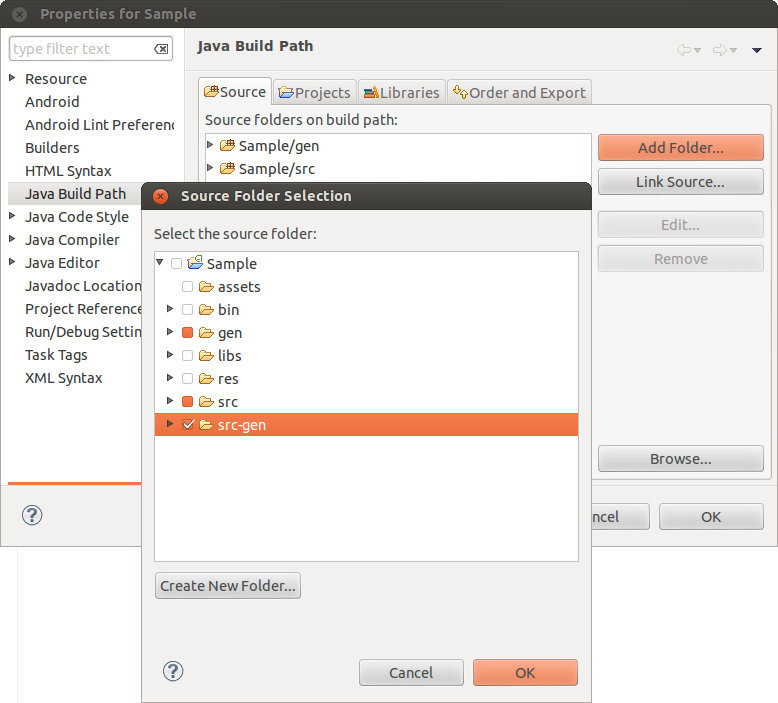 Properties for Sample
type filter text
Java Build Path
Resource
Android
Android Lint Preferen
Builders
HTML Syntax
Java Build Path
Java Code Style
Java Compiler
Java Editor
Javadoc Location
Project Reference
Run/Debug Settin
Task Tags
XML Syntax
Source Projects Libraries Order and Export
Source folders on build path:
Sample/gen
Sample/src
Add Folder...
Link Source...
Edit...
Remove
Browse...
ncel OK
Source Folder Selection
Select the source folder:
Sample
assets
bin
gen
libs
res
src
src-gen
Create New Folder...
Cancel OK